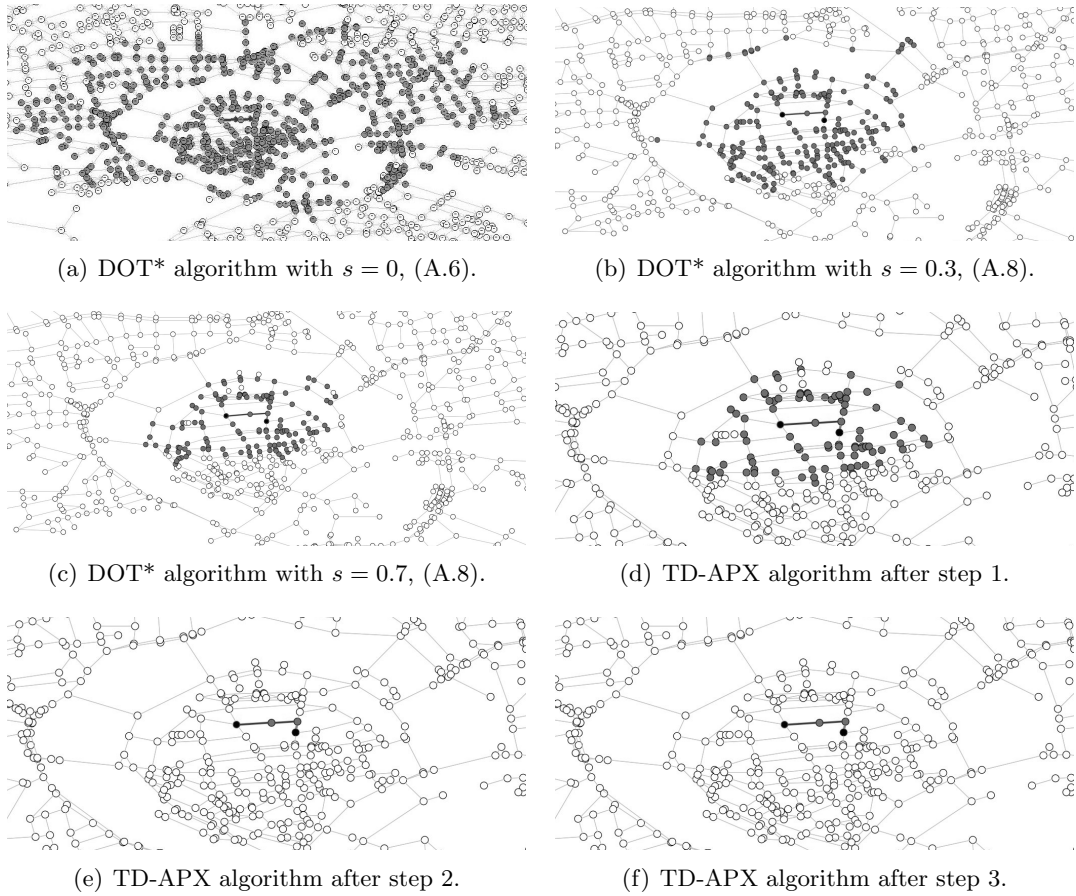 (a) DOT* algorithm with s = 0, (A.6).
(b) DOT* algorithm with s = 0.3, (A.8).
(c) DOT* algorithm with s = 0.7, (A.8).
(d) TD-APX algorithm after step 1.
(e) TD-APX algorithm after step 2.
(f) TD-APX algorithm after step 3.